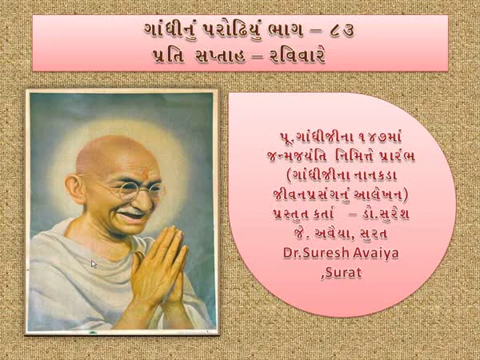 ગાંધીનું પરોઢિયું ભાગ – ૮૩
પ્રતિ સપ્તાહ – રવિવારે
પૂ.ગાંધીજીના ૧૪૭માં
જન્મજયંતિ નિમિત્તે પ્રારંભ
(ગાંધીજીના નાનકડા
જીવનપ્રસંગનું આલેખન)
પ્રસ્તુત કર્તા – ડો.સુરેશ
જે. અવૈયા, સુરત
Dr.Suresh Avaiya
,Surat